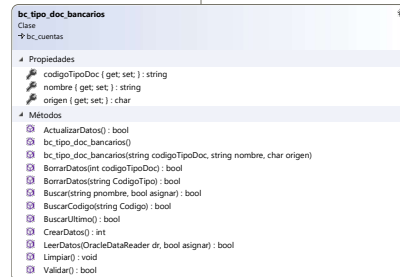 bc_tipo_doc_bancarios
Clase
bc_cuentas
Propiedades
codigoTipoDoc { get; set; } : string
nombre { get; set; } : string
origen { get; set; } : char
Métodos
ActualizarDatos() : bool
bc_tipo_doc_bancarios()
bc_tipo_doc_bancarios(string codigoTipoDoc, string nombre, char origen)
BorrarDatos(int codigoTipoDoc) : bool
BorrarDatos(string CodigoTipo) : bool
Buscar(string pnombre, bool asignar) : bool
BuscarCodigo(string Codigo) : bool
BuscarUltimo() : bool
CrearDatos() : int
LeerDatos(OracleDataReader dr, bool asignar) : bool
Limpiar() : void
Validar() : bool